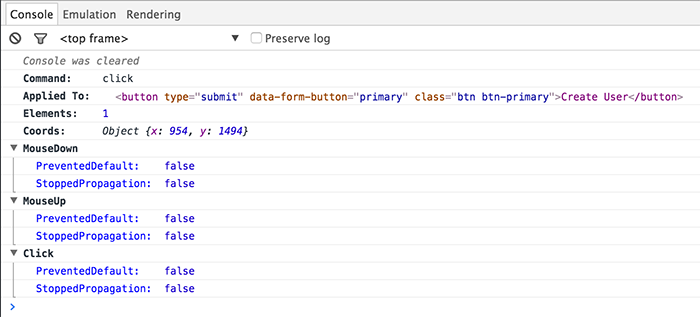 Console Emulation Rendering
<top frame> ▼ Preserve log
Console was cleared
Command: click
Applied To: <button type="submit" data-form-button="primary" class="btn btn-primary">Create User</button>
Elements: 1
Coords: Object {x: 954, y: 1494}
▼ MouseDown
PreventedDefault: false
StoppedPropagation: false
▼ MouseUp
PreventedDefault: false
StoppedPropagation: false
▼ Click
PreventedDefault: false
StoppedPropagation: false
>